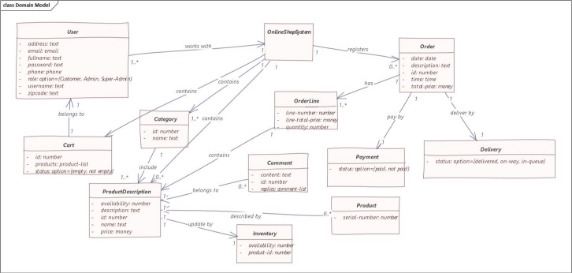 class Domain Model
User
- address: text
- email: email
- fullname: text
- password: text
- phone: phone
- role: option={Customer, Admin, Super-Admin}
- username: text
- zipcode: text
works with
1..*
1
OnlineShopSystem
registers
1
0..*
Order
- date: date
- description: text
- id: number
- time: time
- total-price: money
belongs to
1
1
contains
contains
contains
1..*
Category
- id: number
- name: text
has
1
1..*
OrderLine
- line-number: number
- line-total-price: money
- quantity: number
pay by
1
1
deliver by
1
1
Cart
- id: number
- products: product-list
- status: option={empty, not empty}
include
1..*
0..*
contains
Comment
- content: text
- id: number
- replies: comment-list
belongs to
0..*
Payment
- status: option={paid, not paid}
Delivery
- status: option={delivered, on-way, in-queue}
ProductDescription
- availability: number
- description: text
- id: number
- name: text
- price: money
described by
0..*
Product
- serial-number: number
update by
1
1
Inventory
- availability: number
- product-id: number